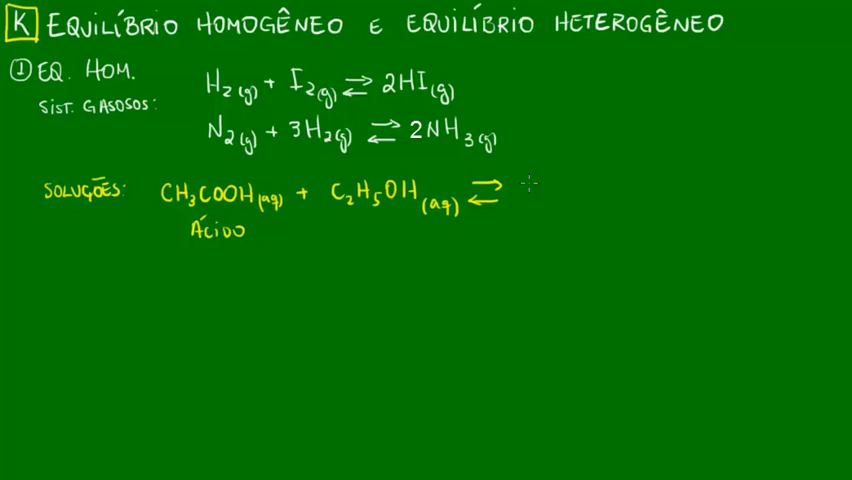 K EQUILÍBRIO HOMOGÊNEO E EQUILÍBRIO HETEROGÊNEO
① EQ. HOM.
SIST. GASOSOS:
H₂(g) + I₂(g) ⇄ 2HI(g)
N₂(g) + 3H₂(g) ⇄ 2NH₃(g)
SOLUÇÕES: CH₃COOH(aq) + C₂H₅OH(aq) ⇄
ÁCIDO